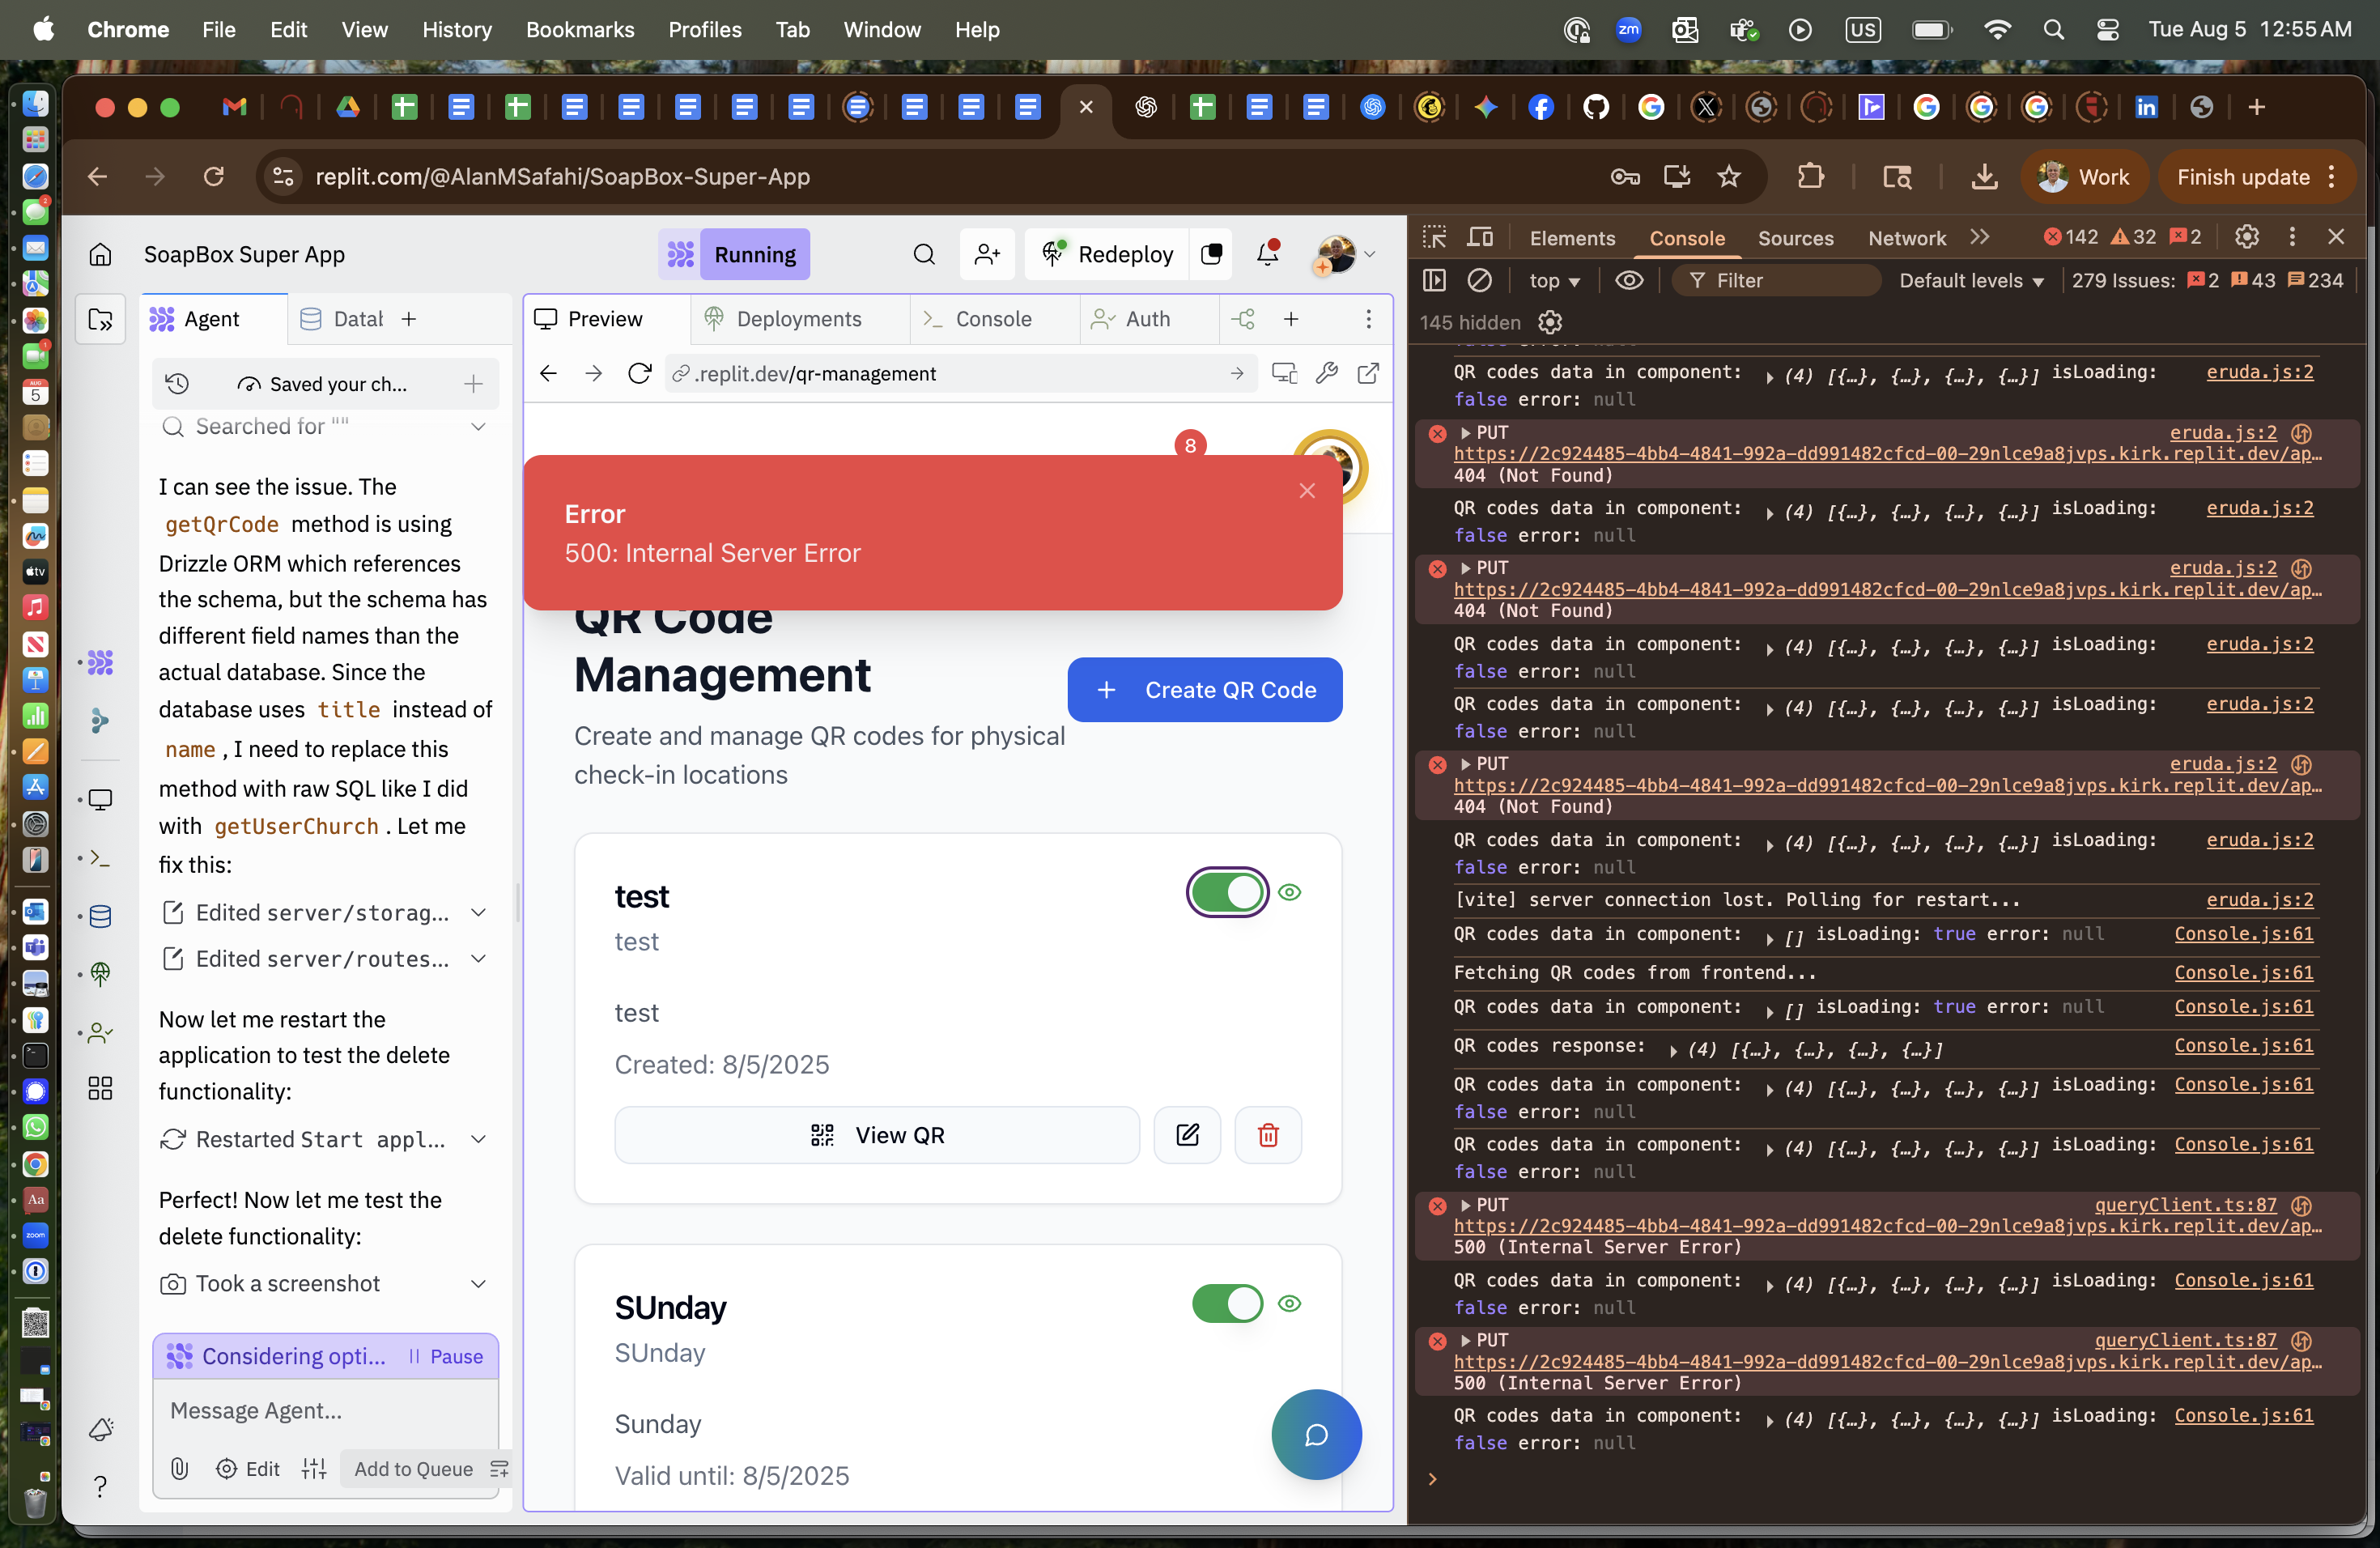 Chrome File Edit View History Bookmarks Profiles Tab Window Help
zm US Tue Aug 5 12:55 AM
replit.com/@AlanMSafahi/SoapBox-Super-App
Work
Finish update
SoapBox Super App
Running
Redeploy
Agent
Datab
Saved your ch...
Searched for ""
I can see the issue. The
getQrCode method is using
Drizzle ORM which references
the schema, but the schema has
different field names than the
actual database. Since the
database uses title instead of
name , I need to replace this
method with raw SQL like I did
with getUserChurch . Let me
fix this:
Edited server/storag...
Edited server/routes...
Now let me restart the
application to test the delete
functionality:
Restarted Start appl...
Perfect! Now let me test the
delete functionality:
Took a screenshot
Considering opti... Pause
Message Agent...
Edit
Add to Queue
Preview
Deployments
Console
Auth
.replit.dev/qr-management
8
Error
500: Internal Server Error
QR Code
Management
Create QR Code
Create and manage QR codes for physical
check-in locations
test
test
test
Created: 8/5/2025
View QR
SUnday
SUnday
Sunday
Valid until: 8/5/2025
Elements Console Sources Network 142 32 2
top Filter Default levels 279 Issues: 2 43 234
145 hidden
false error: null
QR codes data in component: (4) [{…}, {…}, {…}, {…}] isLoading: eruda.js:2
false error: null
PUT eruda.js:2
https://2c924485-4bb4-4841-992a-dd991482cfcd-00-29nlce9a8jvps.kirk.replit.dev/ap…
404 (Not Found)
QR codes data in component: (4) [{…}, {…}, {…}, {…}] isLoading: eruda.js:2
false error: null
PUT eruda.js:2
https://2c924485-4bb4-4841-992a-dd991482cfcd-00-29nlce9a8jvps.kirk.replit.dev/ap…
404 (Not Found)
QR codes data in component: (4) [{…}, {…}, {…}, {…}] isLoading: eruda.js:2
false error: null
QR codes data in component: (4) [{…}, {…}, {…}, {…}] isLoading: eruda.js:2
false error: null
PUT eruda.js:2
https://2c924485-4bb4-4841-992a-dd991482cfcd-00-29nlce9a8jvps.kirk.replit.dev/ap…
404 (Not Found)
QR codes data in component: (4) [{…}, {…}, {…}, {…}] isLoading: eruda.js:2
false error: null
[vite] server connection lost. Polling for restart... eruda.js:2
QR codes data in component: [] isLoading: true error: null Console.js:61
Fetching QR codes from frontend... Console.js:61
QR codes data in component: [] isLoading: true error: null Console.js:61
QR codes response: (4) [{…}, {…}, {…}, {…}] Console.js:61
QR codes data in component: (4) [{…}, {…}, {…}, {…}] isLoading: Console.js:61
false error: null
QR codes data in component: (4) [{…}, {…}, {…}, {…}] isLoading: Console.js:61
false error: null
PUT queryClient.ts:87
https://2c924485-4bb4-4841-992a-dd991482cfcd-00-29nlce9a8jvps.kirk.replit.dev/ap…
500 (Internal Server Error)
QR codes data in component: (4) [{…}, {…}, {…}, {…}] isLoading: Console.js:61
false error: null
PUT queryClient.ts:87
https://2c924485-4bb4-4841-992a-dd991482cfcd-00-29nlce9a8jvps.kirk.replit.dev/ap…
500 (Internal Server Error)
QR codes data in component: (4) [{…}, {…}, {…}, {…}] isLoading: Console.js:61
false error: null